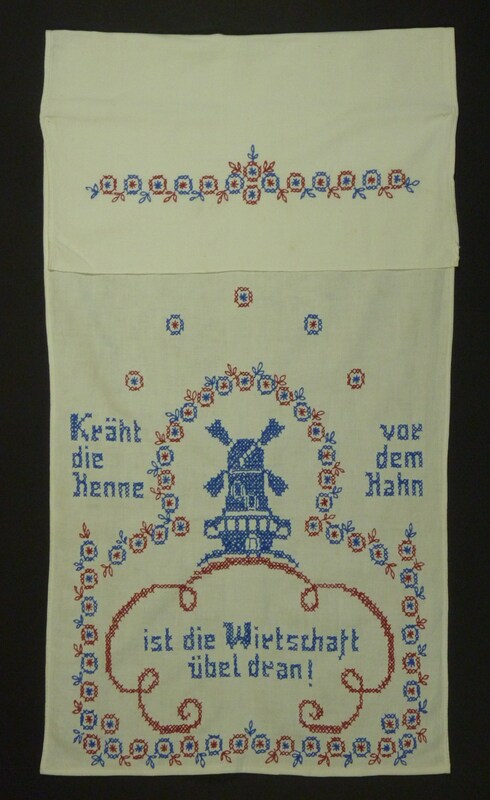 Kräht vor
die dem
Henne Hahn
ist die Wirtschaft
übel dran!